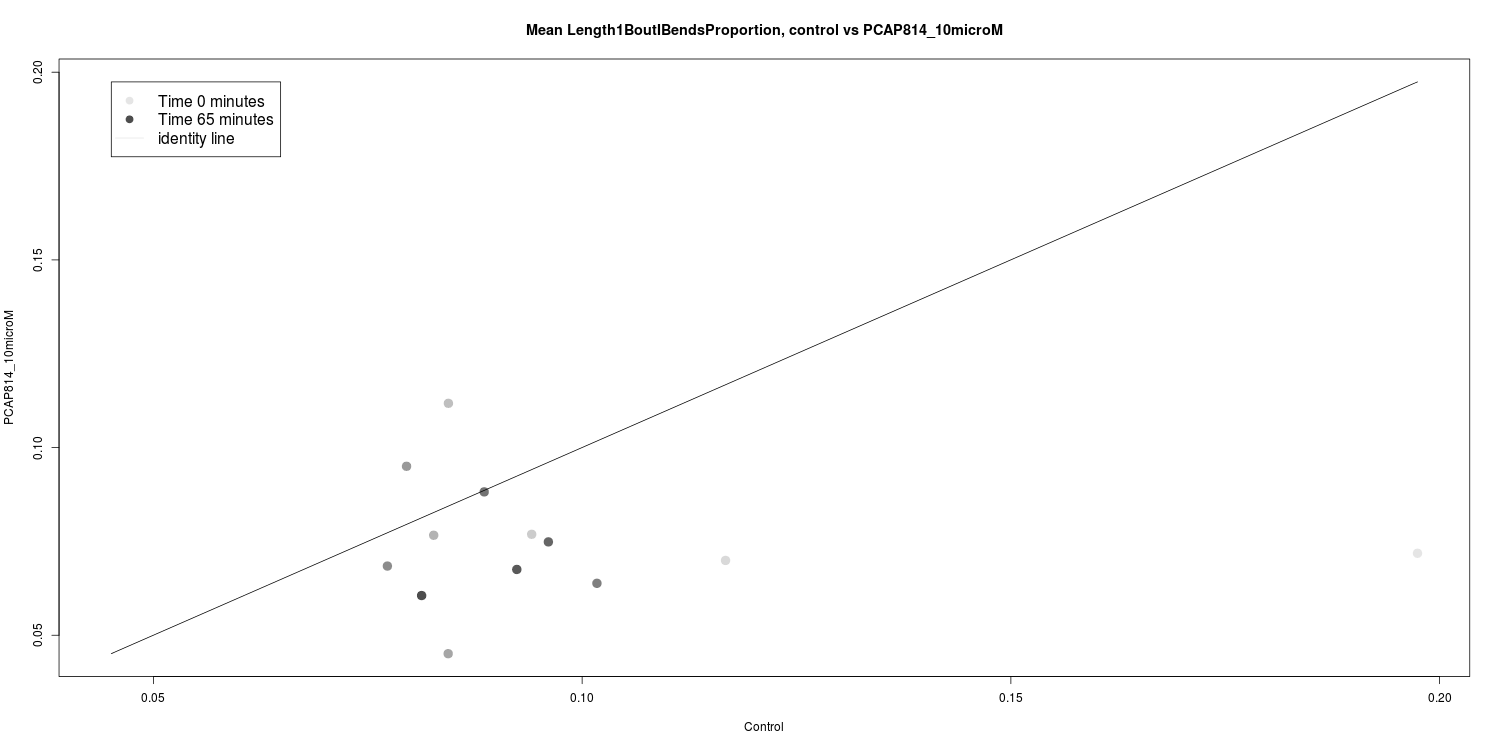 Mean Length1BoutIBendsProportion, control vs PCAP814_10microM
0.20
0.15
0.10
0.05
PCAP814_10microM
Time 0 minutes
Time 65 minutes
identity line
0.05 0.10 0.15 0.20
Control